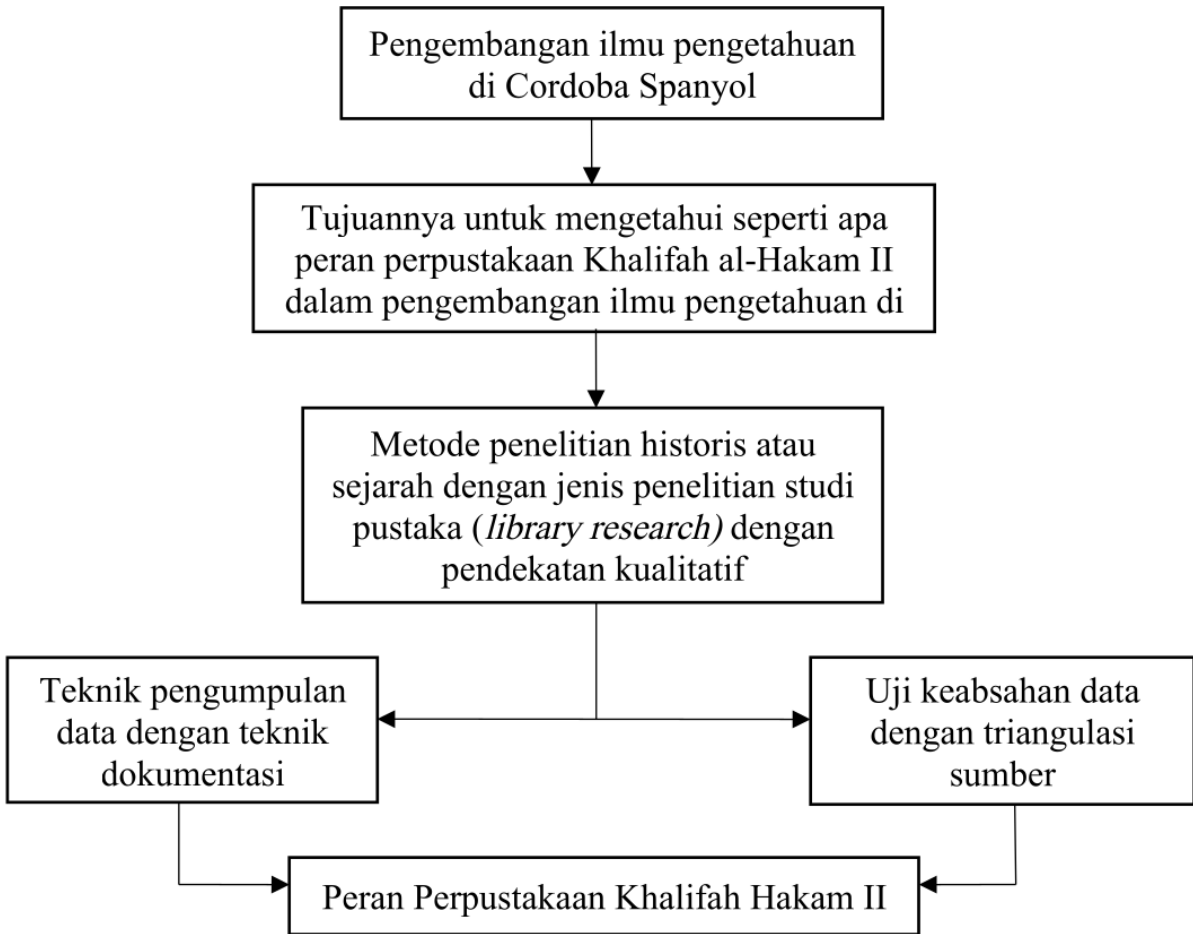 Pengembangan ilmu pengetahuan
di Cordoba Spanyol
Tujuannya untuk mengetahui seperti apa
peran perpustakaan Khalifah al-Hakam II
dalam pengembangan ilmu pengetahuan di
Metode penelitian historis atau
sejarah dengan jenis penelitian studi
pustaka (library research) dengan
pendekatan kualitatif
Teknik pengumpulan
data dengan teknik
dokumentasi
Uji keabsahan data
dengan triangulasi
sumber
Peran Perpustakaan Khalifah Hakam II